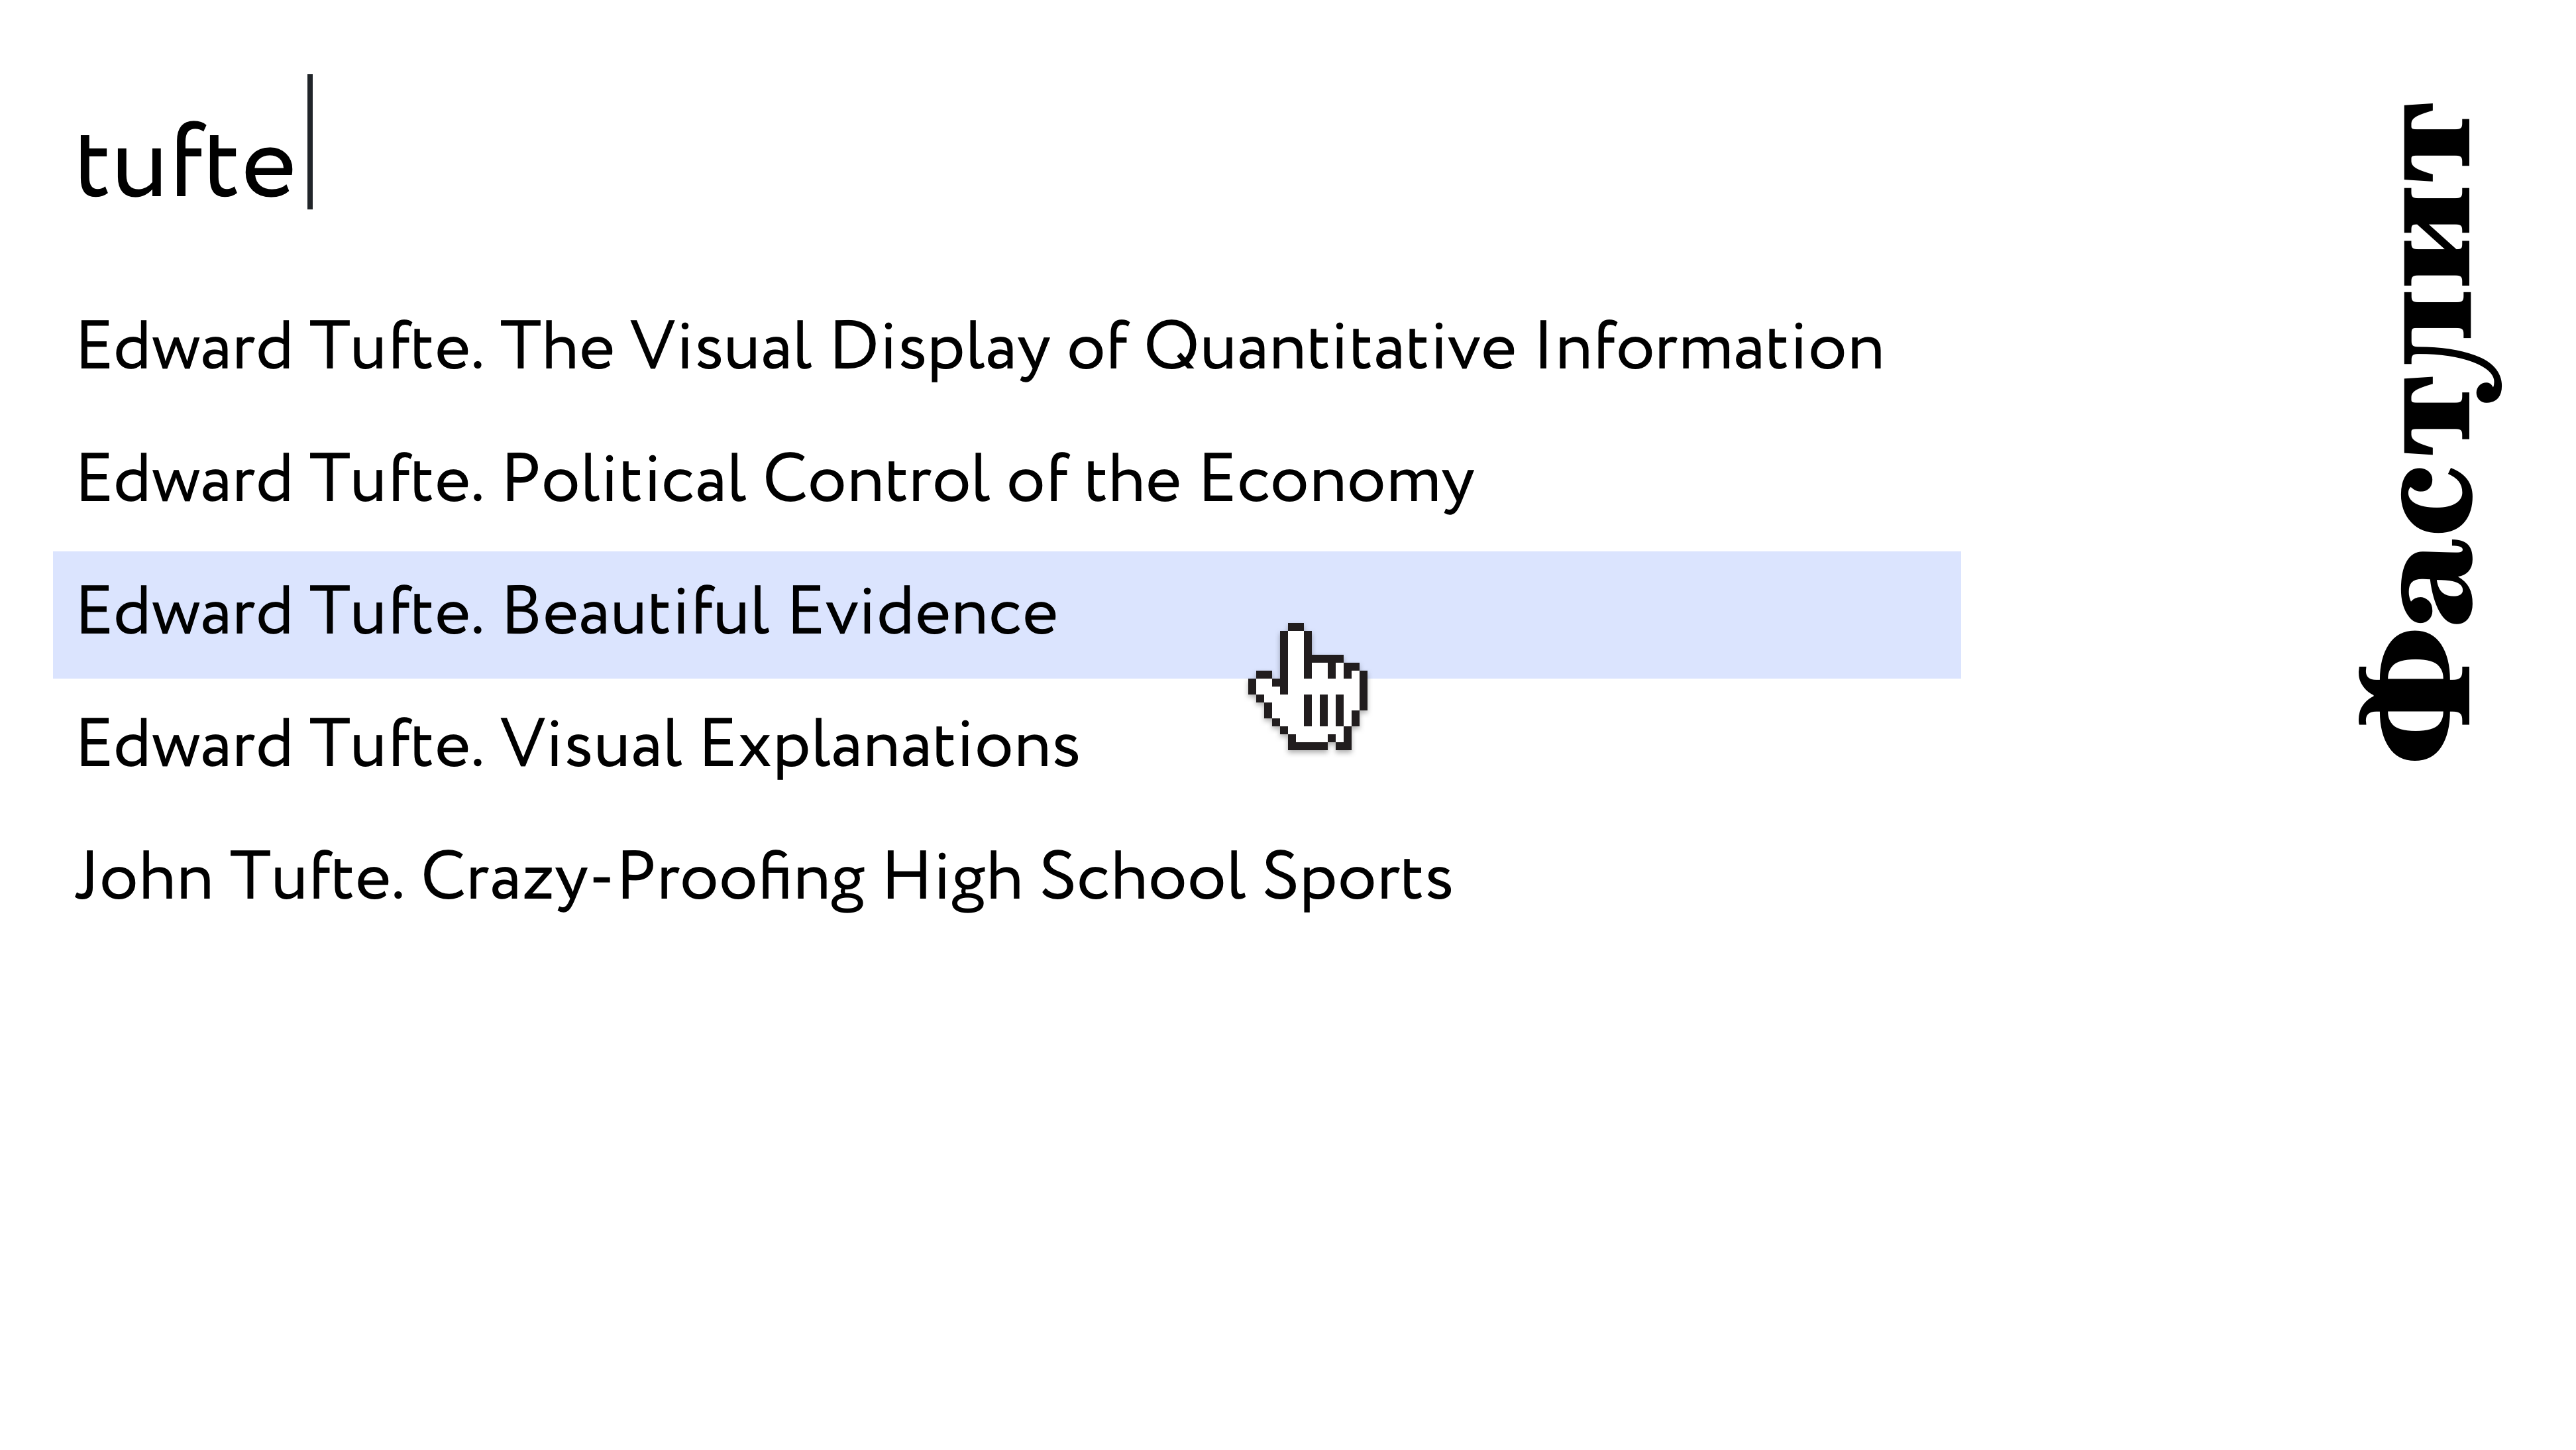 tufte
Edward Tufte. The Visual Display of Quantitative Information
Edward Tufte. Political Control of the Economy
Edward Tufte. Beautiful Evidence
Edward Tufte. Visual Explanations
John Tufte. Crazy-Proofing High School Sports
Фастулит